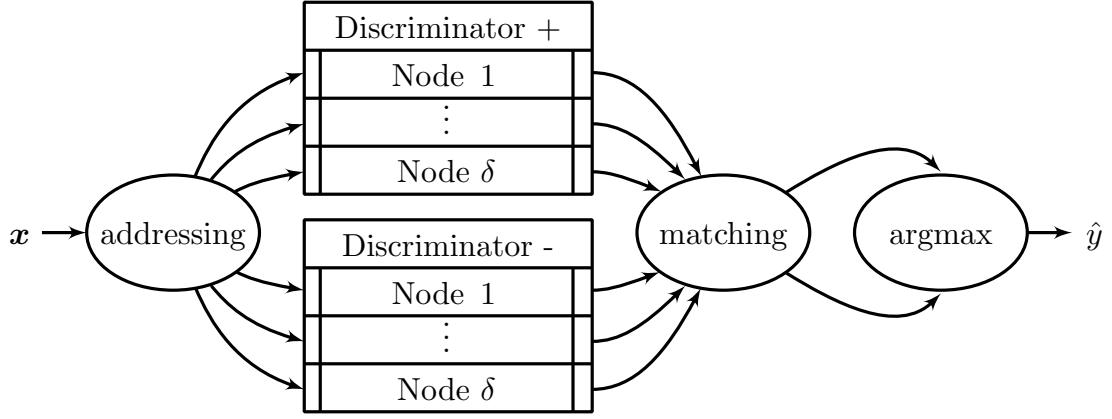 Discriminator +
Node 1
⋮
Node δ
x
addressing
matching
argmax
ŷ
Discriminator -
Node 1
⋮
Node δ